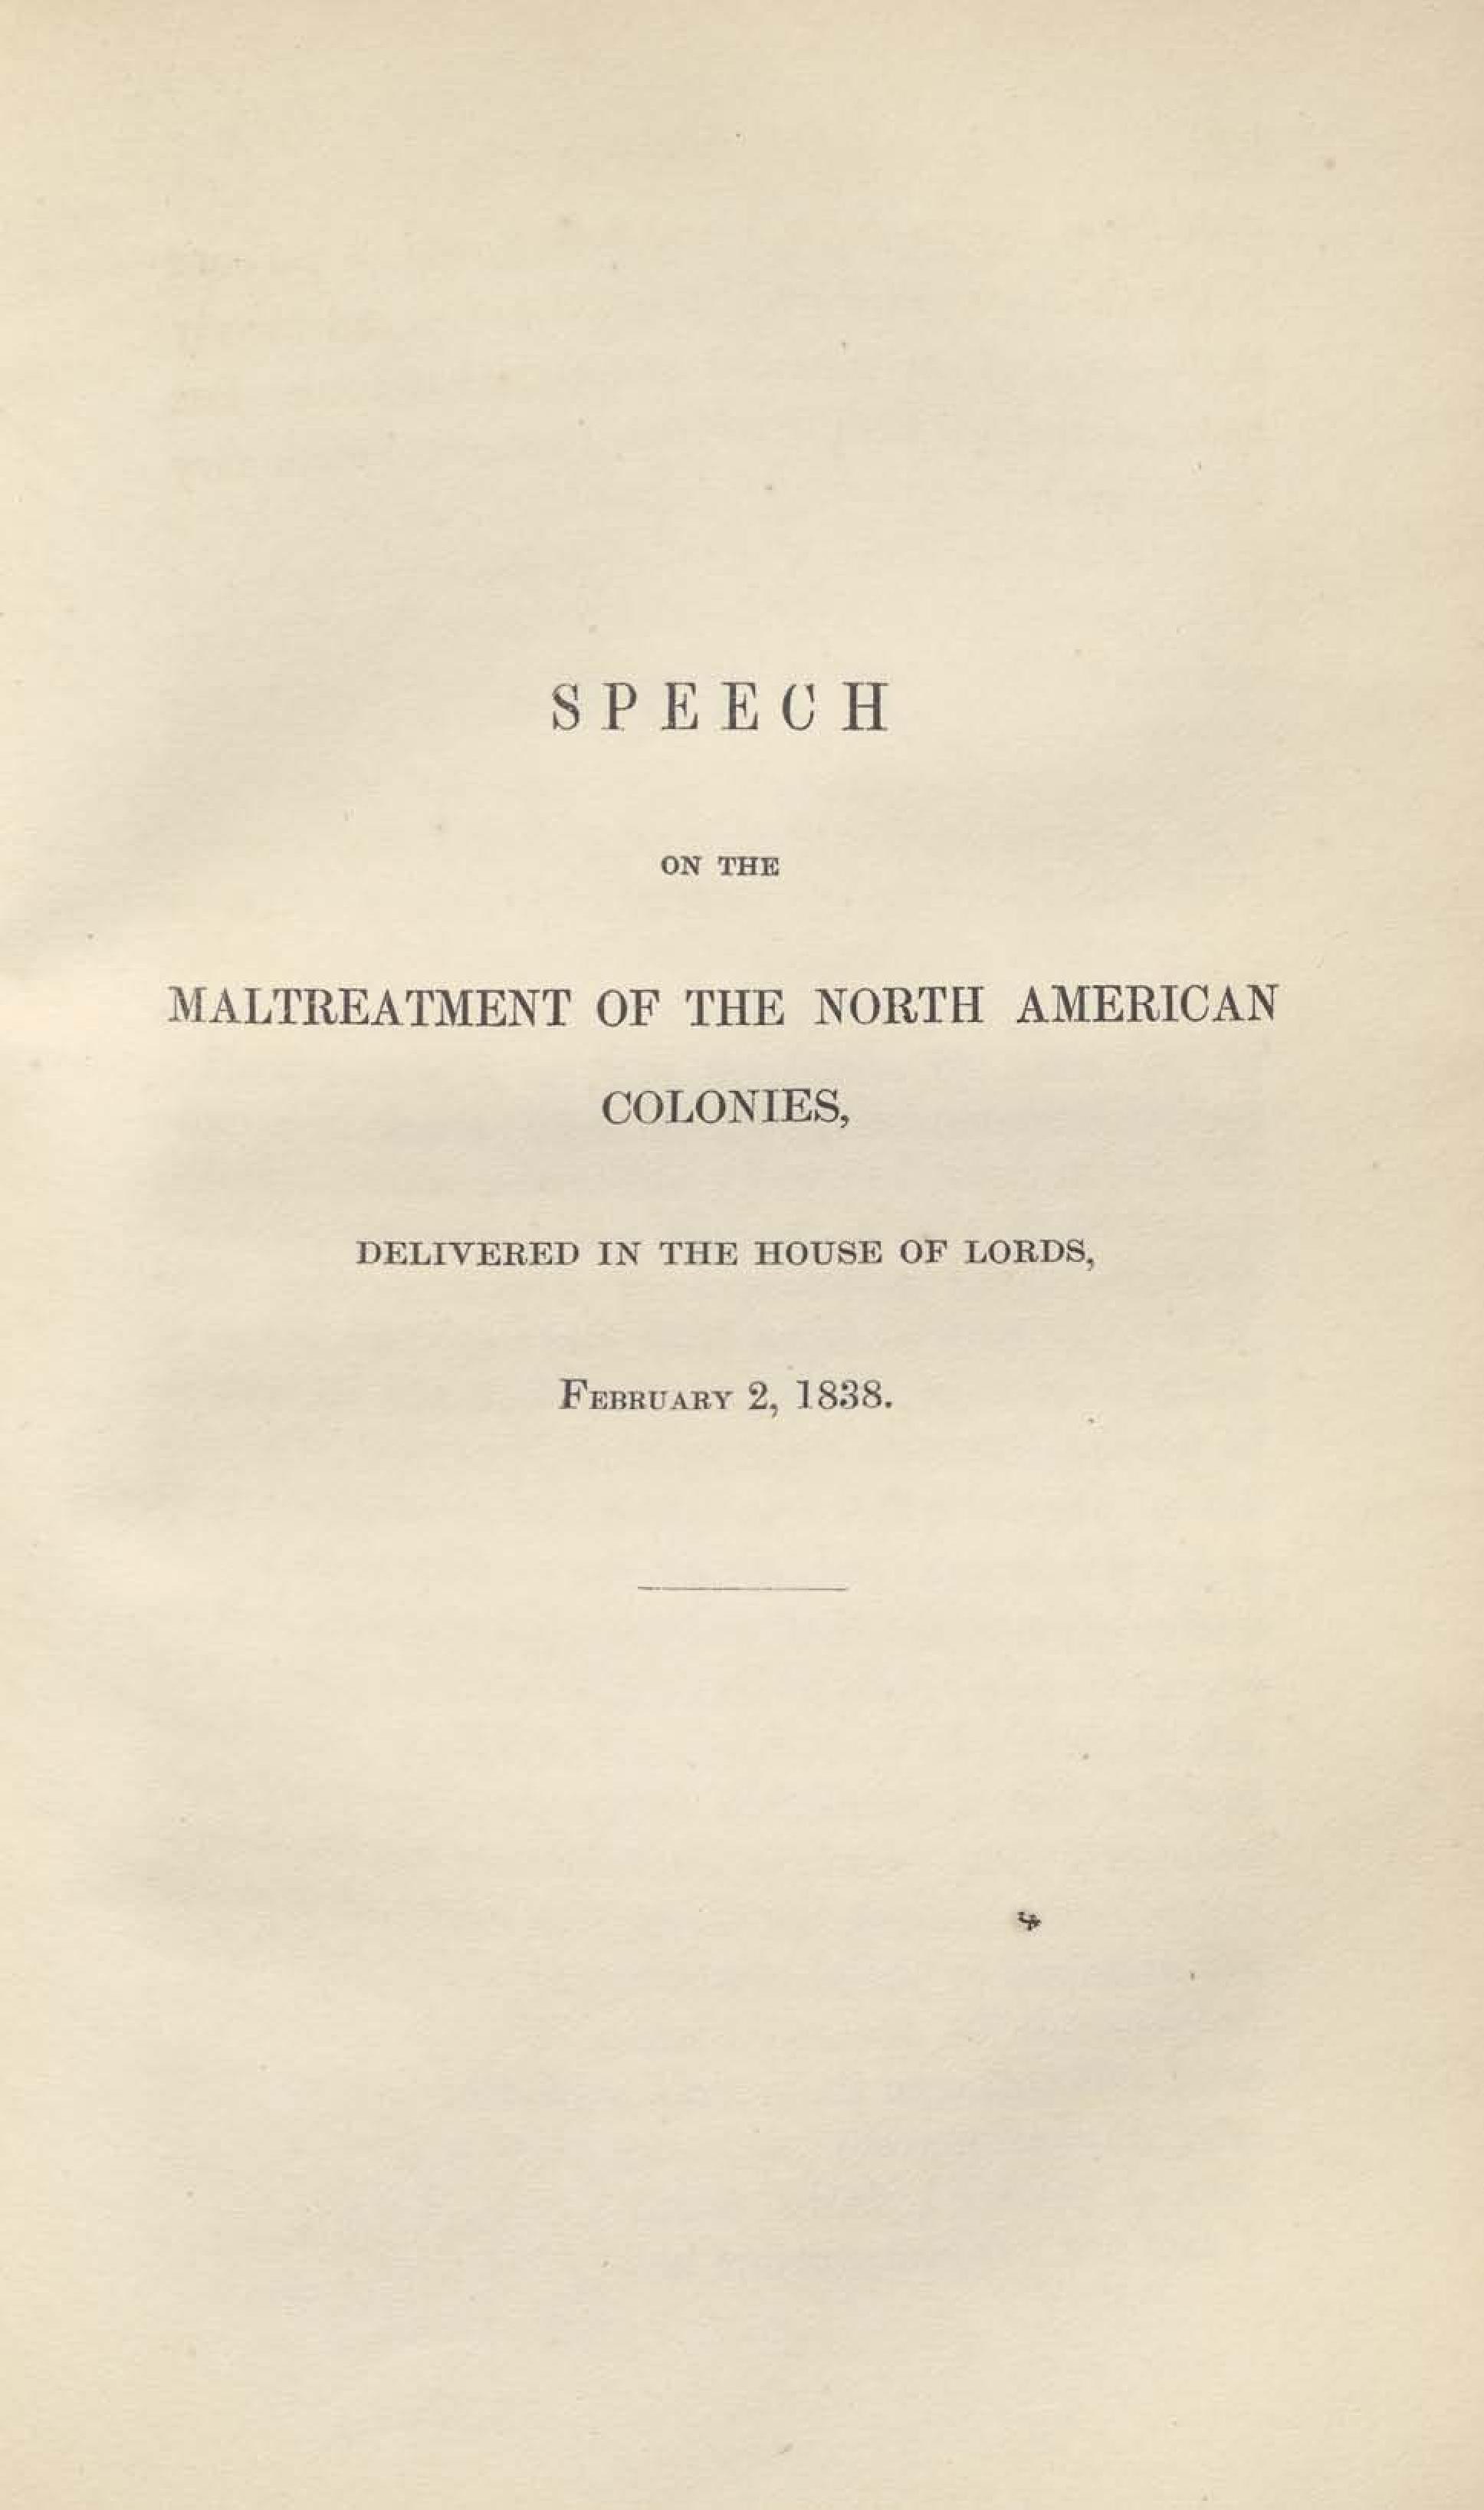 SPEECH
ON THE
MALTREATMENT OF THE NORTH AMERICAN
COLONIES,
DELIVERED IN THE HOUSE OF LORDS,
FEBRUARY 2, 1838.